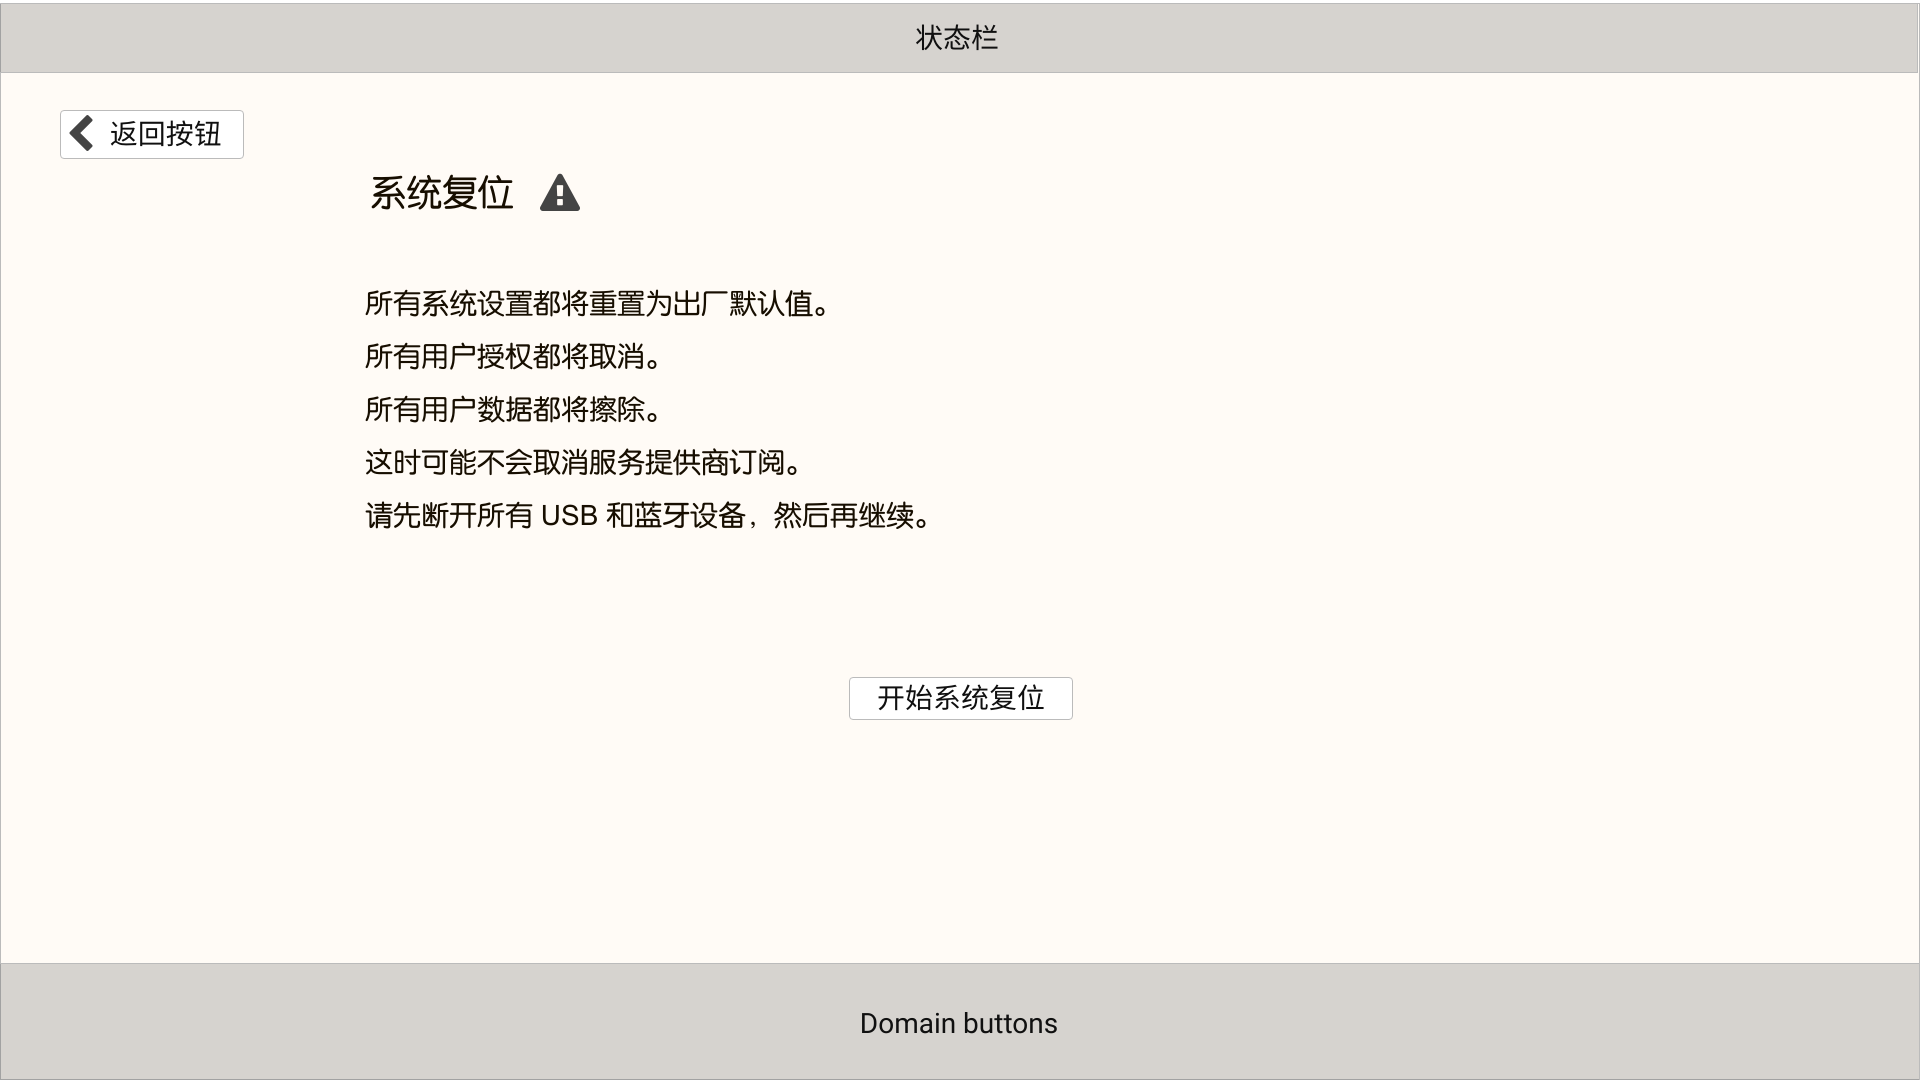 状态栏
返回按钮
系统复位
所有系统设置都将重置为出厂默认值。
所有用户授权都将取消。
所有用户数据都将擦除。
这时可能不会取消服务提供商订阅。
请先断开所有 USB 和蓝牙设备，然后再继续。
开始系统复位
Domain buttons